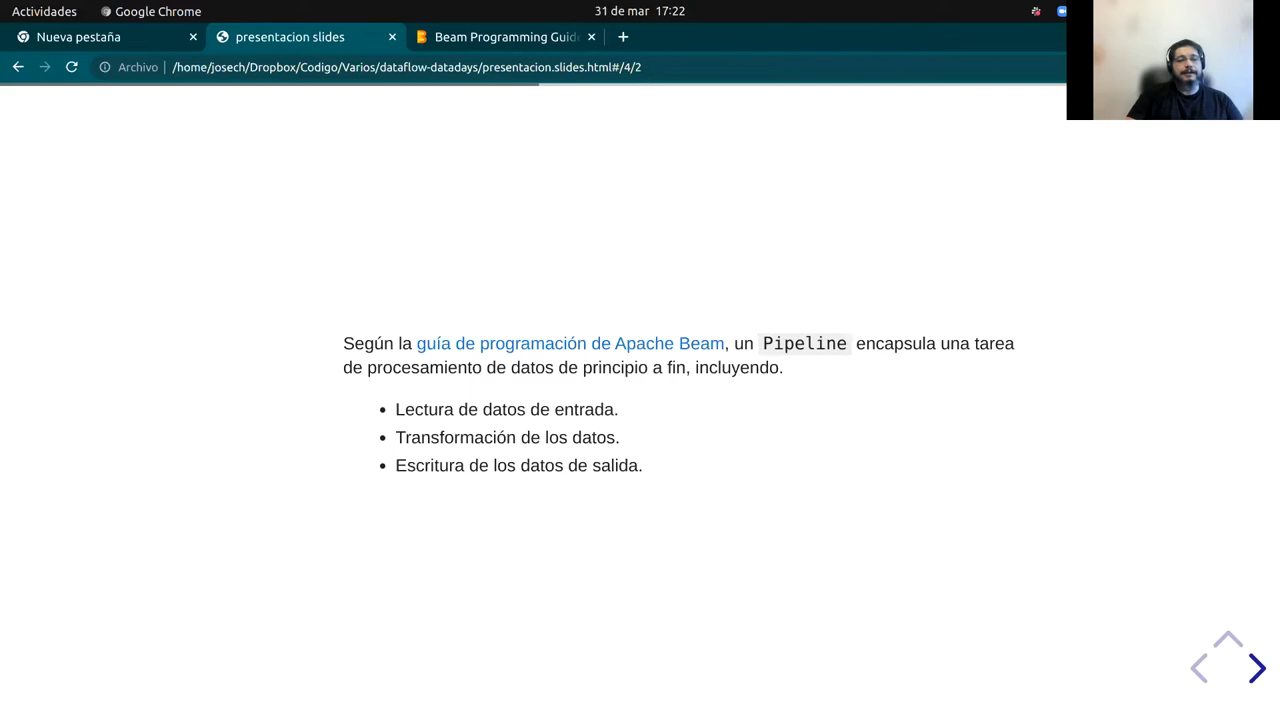 Actividades
Google Chrome
31 de mar 17:22
Nueva pestaña
presentacion slides
Beam Programming Guid
Archivo
/home/josech/Dropbox/Codigo/Varios/dataflow-datadays/presentacion.slides.html#/4/2
Según la guía de programación de Apache Beam, un Pipeline encapsula una tarea
de procesamiento de datos de principio a fin, incluyendo.
• Lectura de datos de entrada.
• Transformación de los datos.
• Escritura de los datos de salida.